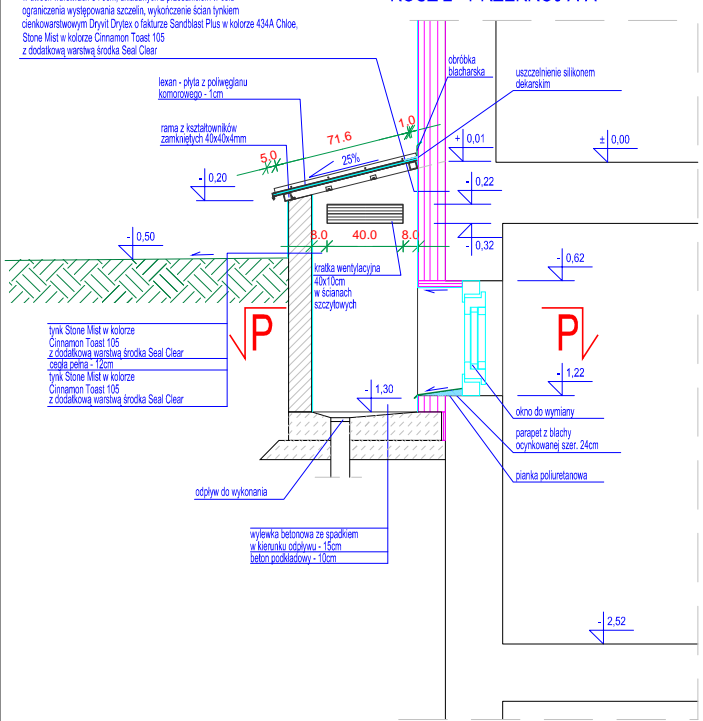 ograniczenia występowania szczelin, wykończenie ścian tynkiem
cienkowarstwowym Dryvit Drytex o fakturze Sandblast Plus w kolorze 434A Chloe,
Stone Mist w kolorze Cinnamon Toast 105
z dodatkową warstwą środka Seal Clear
obróbka
blacharska
uszczelnienie silikonem
dekarskim
lexan - płyta z poliwęglanu
komorowego - 1cm
rama z kształtowników
zamkniętych 40x40x4mm
5.0
71.6
1.0
25%
+ 0,01
± 0,00
- 0,20
- 0,22
- 0,32
- 0,50
- 0,62
8.0
40.0
8.0
kratka wentylacyjna
40x10cm
w ścianach
szczytowych
P
P
tynk Stone Mist w kolorze
Cinnamon Toast 105
z dodatkową warstwą środka Seal Clear
cegła pełna - 12cm
tynk Stone Mist w kolorze
Cinnamon Toast 105
z dodatkową warstwą środka Seal Clear
- 1,22
- 1,30
okno do wymiany
parapet z blachy
ocynkowanej szer. 24cm
pianka poliuretanowa
odpływ do wykonania
wylewka betonowa ze spadkiem
w kierunku odpływu - 15cm
beton podkładowy - 10cm
- 2,52